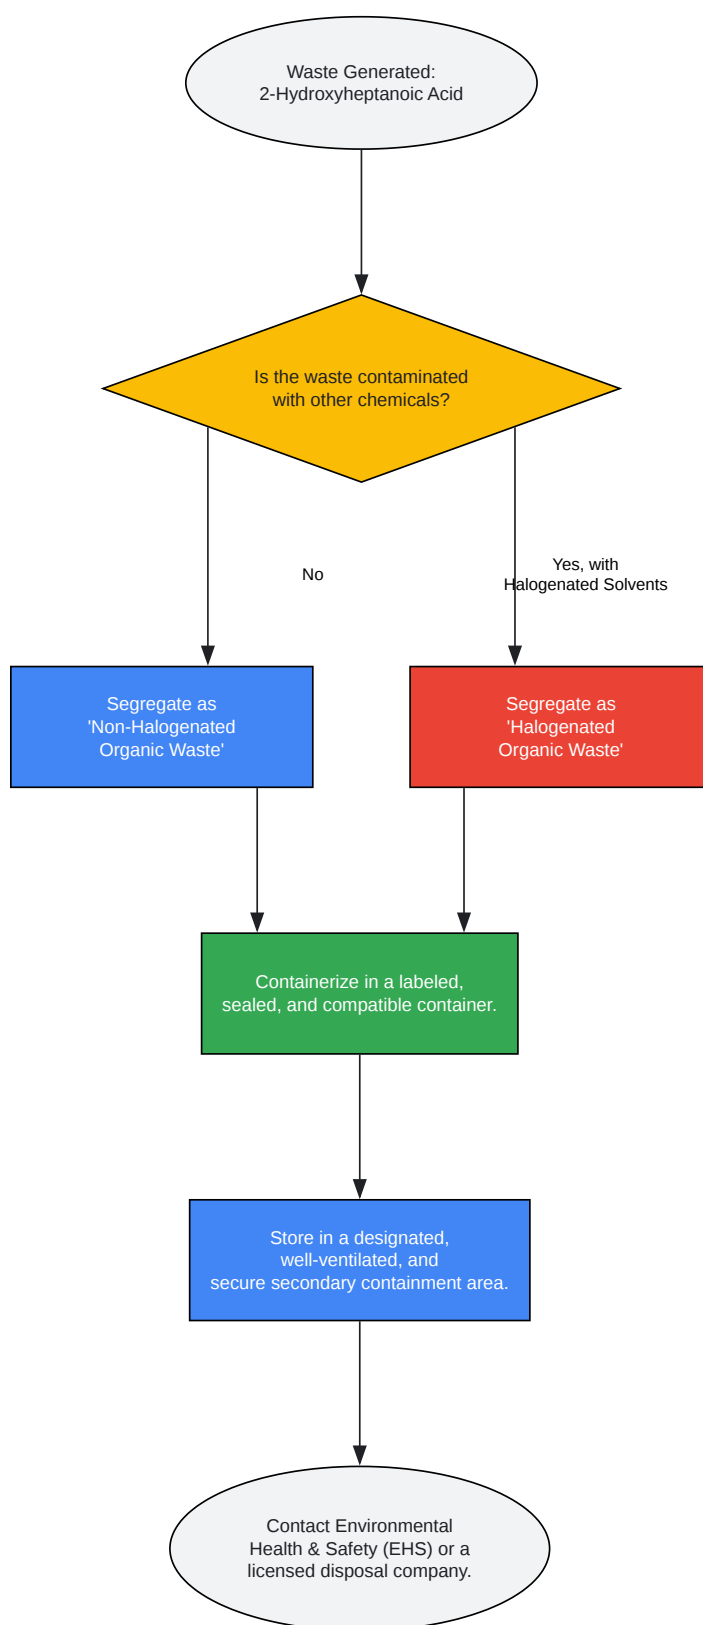 Waste Generated:
2-Hydroxyheptanoic Acid
Is the waste contaminated
with other chemicals?
No
Yes, with
Halogenated Solvents
Segregate as
'Non-Halogenated
Organic Waste'
Segregate as
'Halogenated
Organic Waste'
Containerize in a labeled,
sealed, and compatible container.
Store in a designated,
well-ventilated, and
secure secondary containment area.
Contact Environmental
Health & Safety (EHS) or a
licensed disposal company.